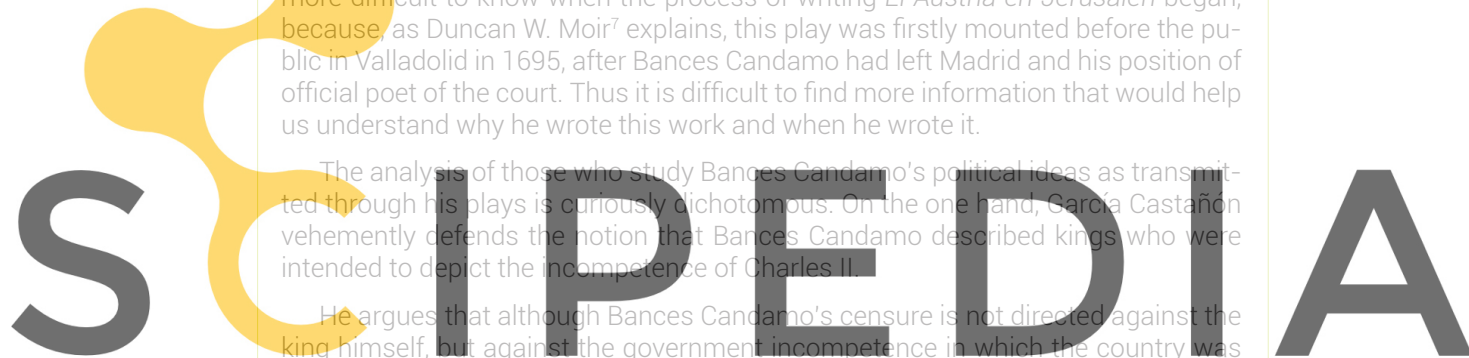 more difficult to know when the process of writing El Austria en Jerusalén began,
because, as Duncan W. Moir7 explains, this play was firstly mounted before the pu-
blic in Valladolid in 1695, after Bances Candamo had left Madrid and his position of
official poet of the court. Thus it is difficult to find more information that would help
us understand why he wrote this work and when he wrote it.
The analysis of those who study Bances Candamo's political ideas as transmit-
ted through his plays is curiously dichotomous. On the one hand, García Castañón
vehemently defends the notion that Bances Candamo described kings who were
intended to depict the incompetence of Charles II.
He argues that although Bances Candamo's censure is not directed against the
king himself, but against the government incompetence in which the country was
SCIPEDIA